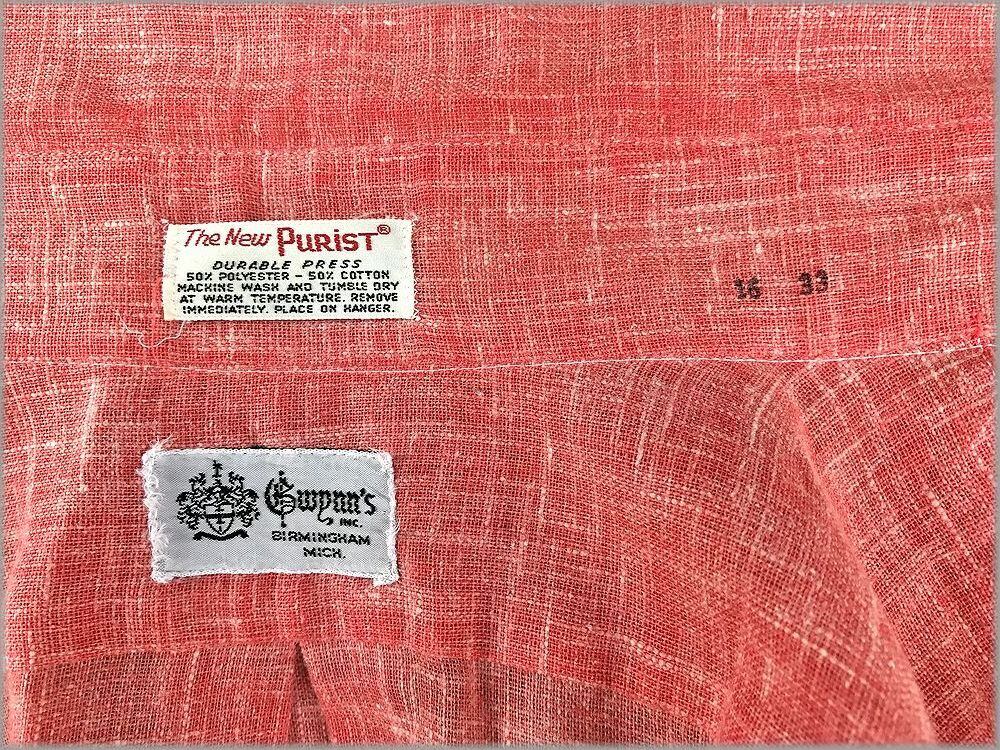 The New PURIST®
DURABLE PRESS
50% POLYESTER - 50% COTTON
MACHINE WASH AND TUMBLE DRY
AT WARM TEMPERATURE. REMOVE
IMMEDIATELY. PLACE ON HANGER.
16 33
Gwynn's
INC.
BIRMINGHAM
MICH.